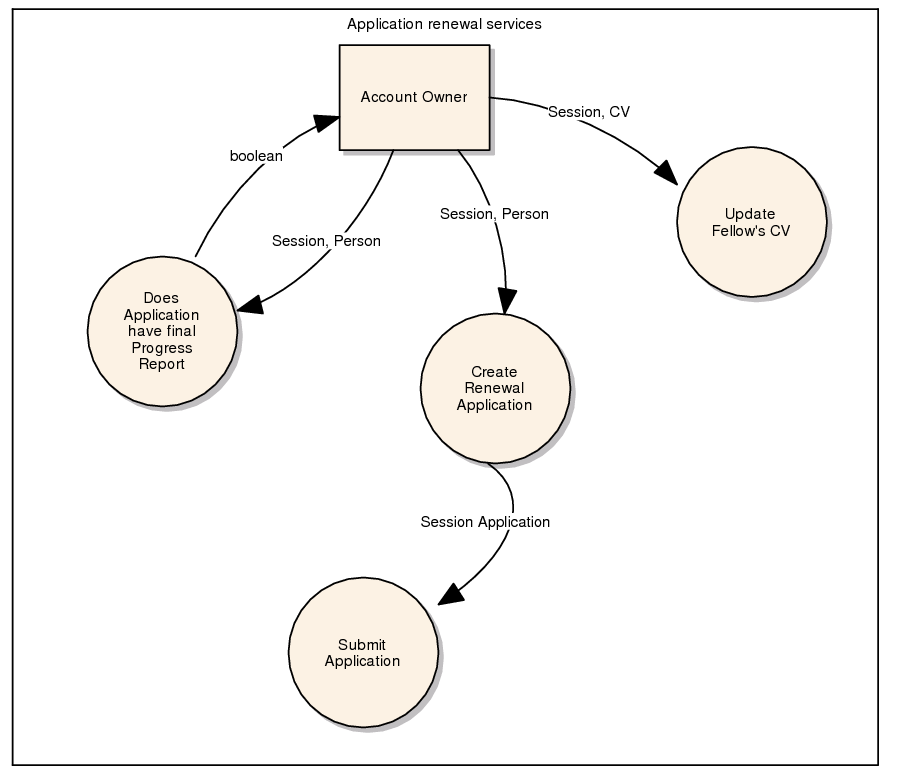 Application renewal services
Account Owner
Session, CV
boolean
Session, Person
Session, Person
Update
Fellow's CV
Does
Application
have final
Progress
Report
Create
Renewal
Application
Session Application
Submit
Application